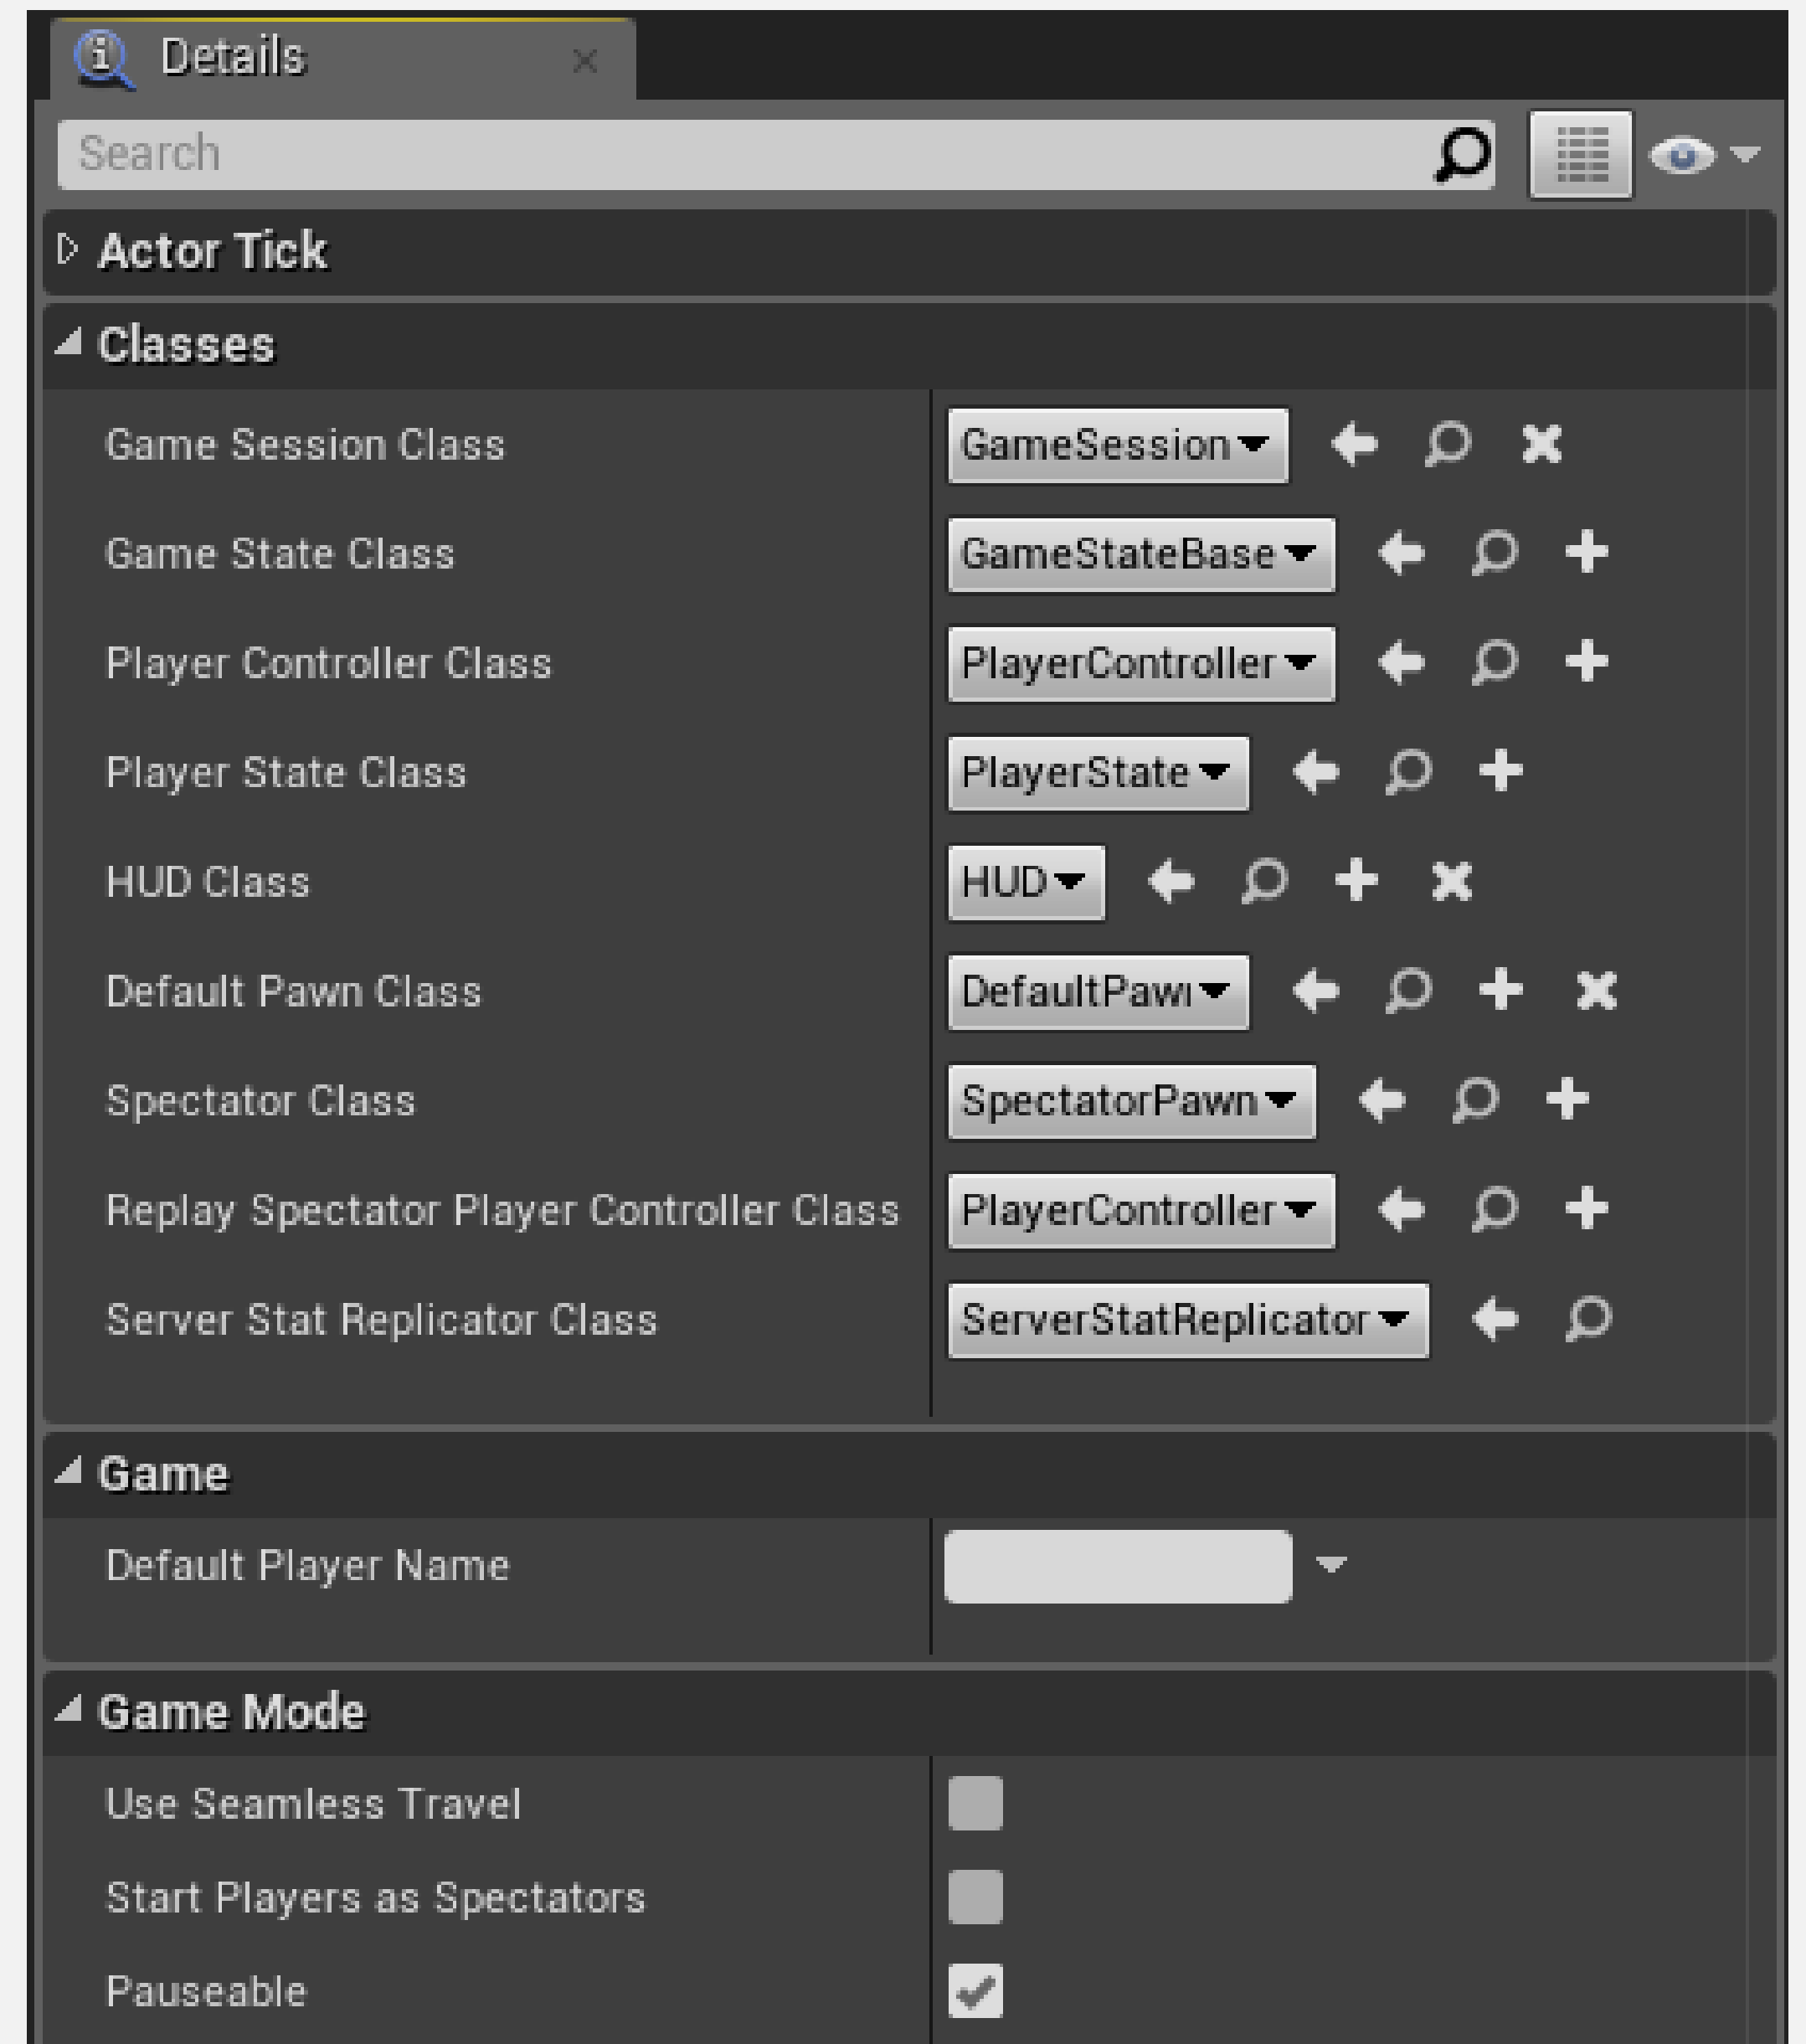 Details
Search
Actor Tick
Classes
Game Session Class GameSession
Game State Class GameStateBase
Player Controller Class PlayerController
Player State Class PlayerState
HUD Class HUD
Default Pawn Class DefaultPawn
Spectator Class SpectatorPawn
Replay Spectator Player Controller Class PlayerController
Server Stat Replicator Class ServerStatReplicator
Game
Default Player Name
Game Mode
Use Seamless Travel
Start Players as Spectators
Pauseable